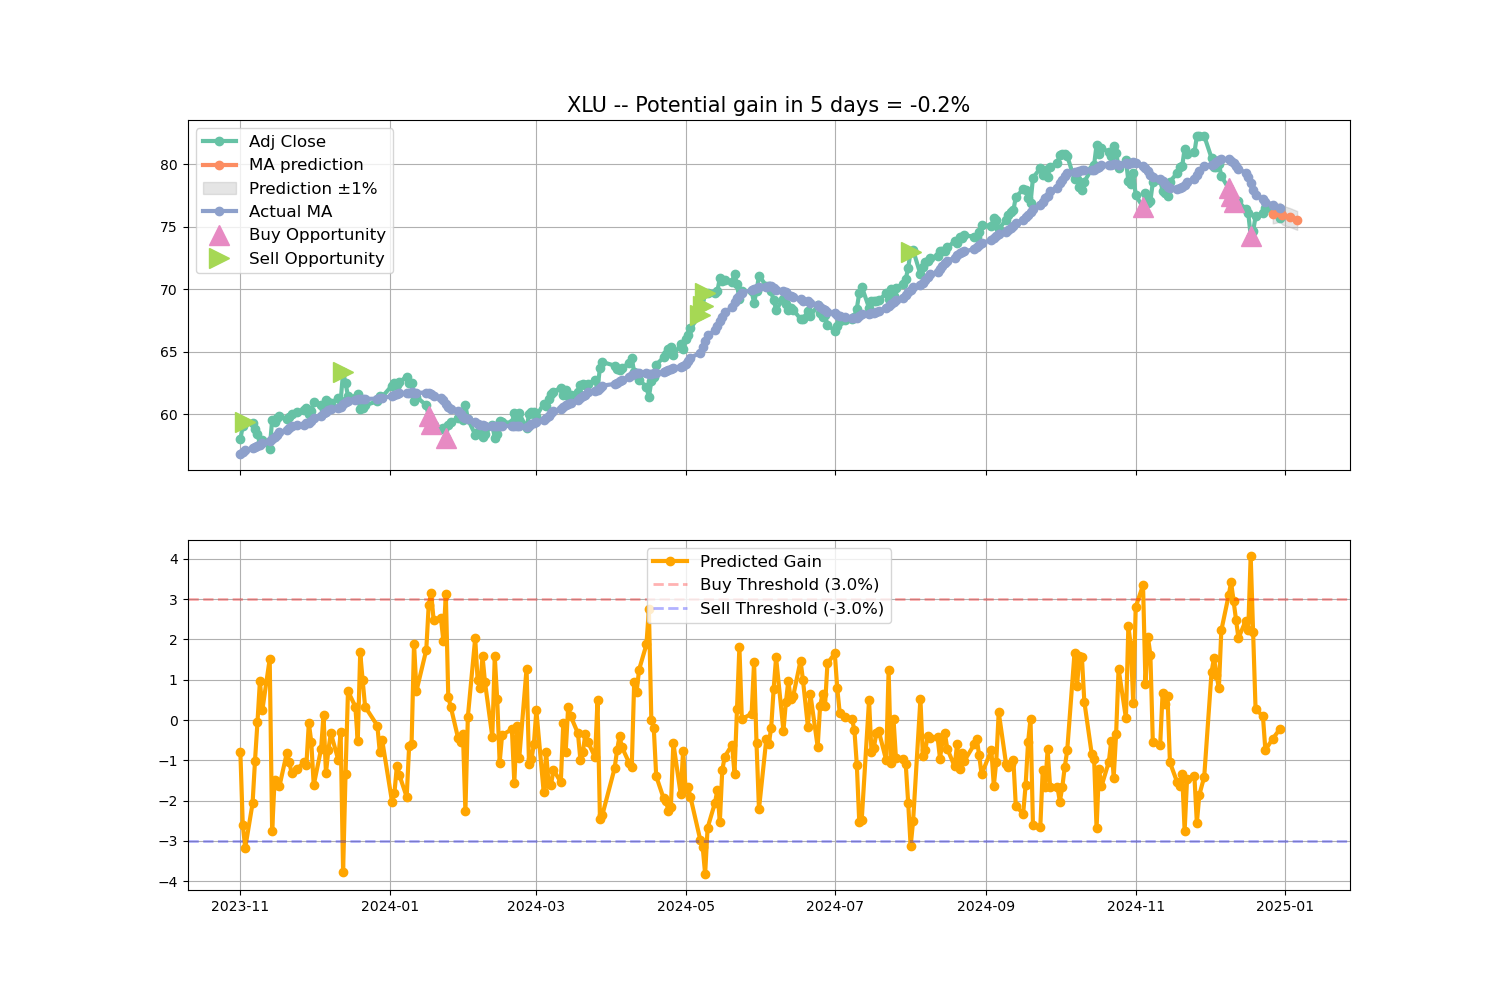 XLU -- Potential gain in 5 days = -0.2%
Adj Close
MA prediction
Prediction ±1%
Actual MA
Buy Opportunity
Sell Opportunity
80
75
70
65
60
Predicted Gain
Buy Threshold (3.0%)
Sell Threshold (-3.0%)
4
3
2
1
0
−1
−2
−3
−4
2023-11
2024-01
2024-03
2024-05
2024-07
2024-09
2024-11
2025-01